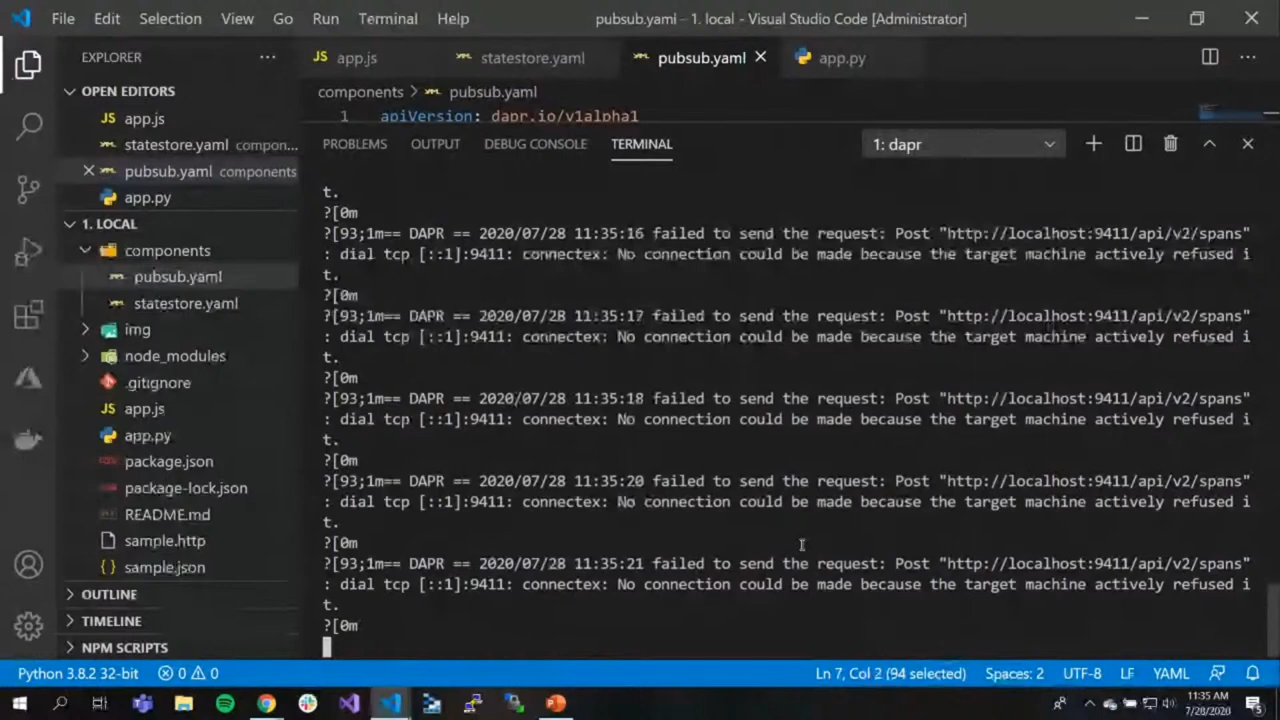 File Edit Selection View Go Run Terminal Help pubsub.yaml – 1. local - Visual Studio Code [Administrator]
EXPLORER
JS app.js statestore.yaml pubsub.yaml app.py
OPEN EDITORS
components > pubsub.yaml
1 apiVersion: dapr.io/v1alpha1
JS app.js
statestore.yaml compon...
pubsub.yaml components
app.py
1. LOCAL
components
pubsub.yaml
statestore.yaml
img
node_modules
.gitignore
JS app.js
app.py
package.json
package-lock.json
README.md
sample.http
{} sample.json
OUTLINE
TIMELINE
NPM SCRIPTS
PROBLEMS OUTPUT DEBUG CONSOLE TERMINAL 1: dapr
t.
?[0m
?[93;1m== DAPR == 2020/07/28 11:35:16 failed to send the request: Post "http://localhost:9411/api/v2/spans"
: dial tcp [::1]:9411: connectex: No connection could be made because the target machine actively refused i
t.
?[0m
?[93;1m== DAPR == 2020/07/28 11:35:17 failed to send the request: Post "http://localhost:9411/api/v2/spans"
: dial tcp [::1]:9411: connectex: No connection could be made because the target machine actively refused i
t.
?[0m
?[93;1m== DAPR == 2020/07/28 11:35:18 failed to send the request: Post "http://localhost:9411/api/v2/spans"
: dial tcp [::1]:9411: connectex: No connection could be made because the target machine actively refused i
t.
?[0m
?[93;1m== DAPR == 2020/07/28 11:35:20 failed to send the request: Post "http://localhost:9411/api/v2/spans"
: dial tcp [::1]:9411: connectex: No connection could be made because the target machine actively refused i
t.
?[0m
?[93;1m== DAPR == 2020/07/28 11:35:21 failed to send the request: Post "http://localhost:9411/api/v2/spans"
: dial tcp [::1]:9411: connectex: No connection could be made because the target machine actively refused i
t.
?[0m
Python 3.8.2 32-bit 0 0 Ln 7, Col 2 (94 selected) Spaces: 2 UTF-8 LF YAML
11:35 AM
7/28/2020
5